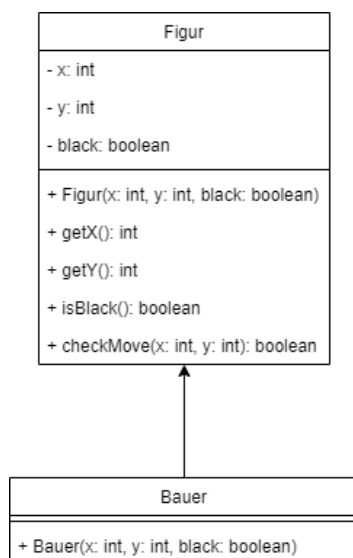 Figur
- x: int
- y: int
- black: boolean
+ Figur(x: int, y: int, black: boolean)
+ getX(): int
+ getY(): int
+ isBlack(): boolean
+ checkMove(x: int, y: int): boolean
Bauer
+ Bauer(x: int, y: int, black: boolean)